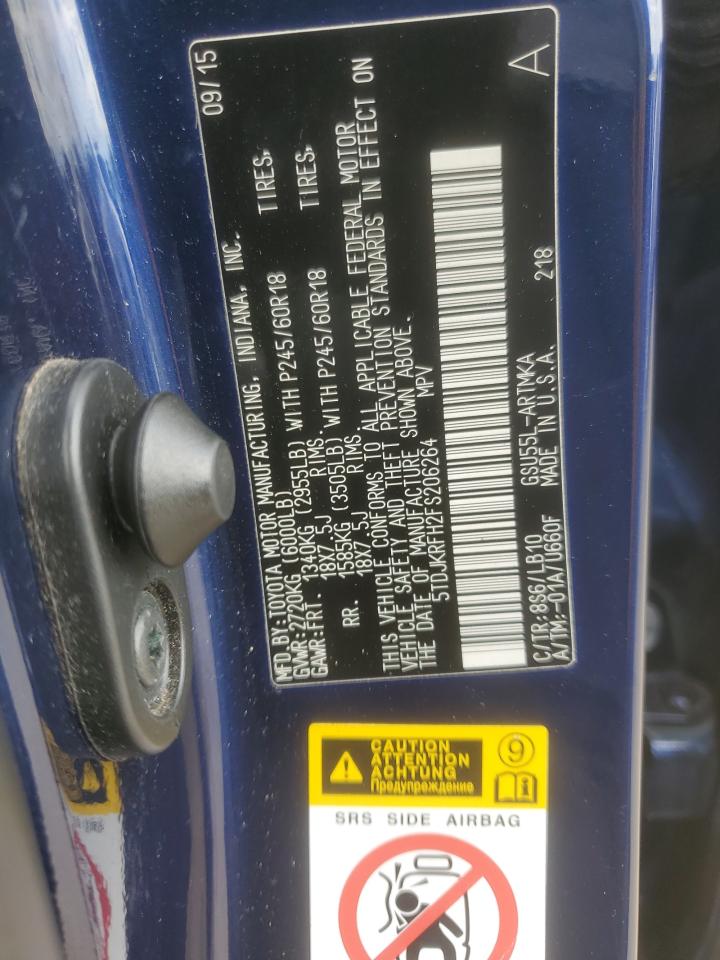 MFD.BY:TOYOTA MOTOR MANUFACTURING, INDIANA, INC. 09/15
GVWR:2720KG(6000LB)
GAWR:FRT. 1340KG (2955LB) WITH P245/60R18 TIRES,
18X7.5J RIMS.
RR. 1585KG (3505LB) WITH P245/60R18 TIRES,
18X7.5J RIMS.
THIS VEHICLE CONFORMS TO ALL APPLICABLE FEDERAL MOTOR
VEHICLE SAFETY AND THEFT PREVENTION STANDARDS IN EFFECT ON
THE DATE OF MANUFACTURE SHOWN ABOVE.
5TDJKRFH2FS206264 MPV
C/TR:8S6/LB10 GSU55L-ARTMKA 218 A
A/TM:-01A/U660F MADE IN U.S.A.
CAUTION
ATTENTION
ACHTUNG
Предупреждение
9
SRS SIDE AIRBAG